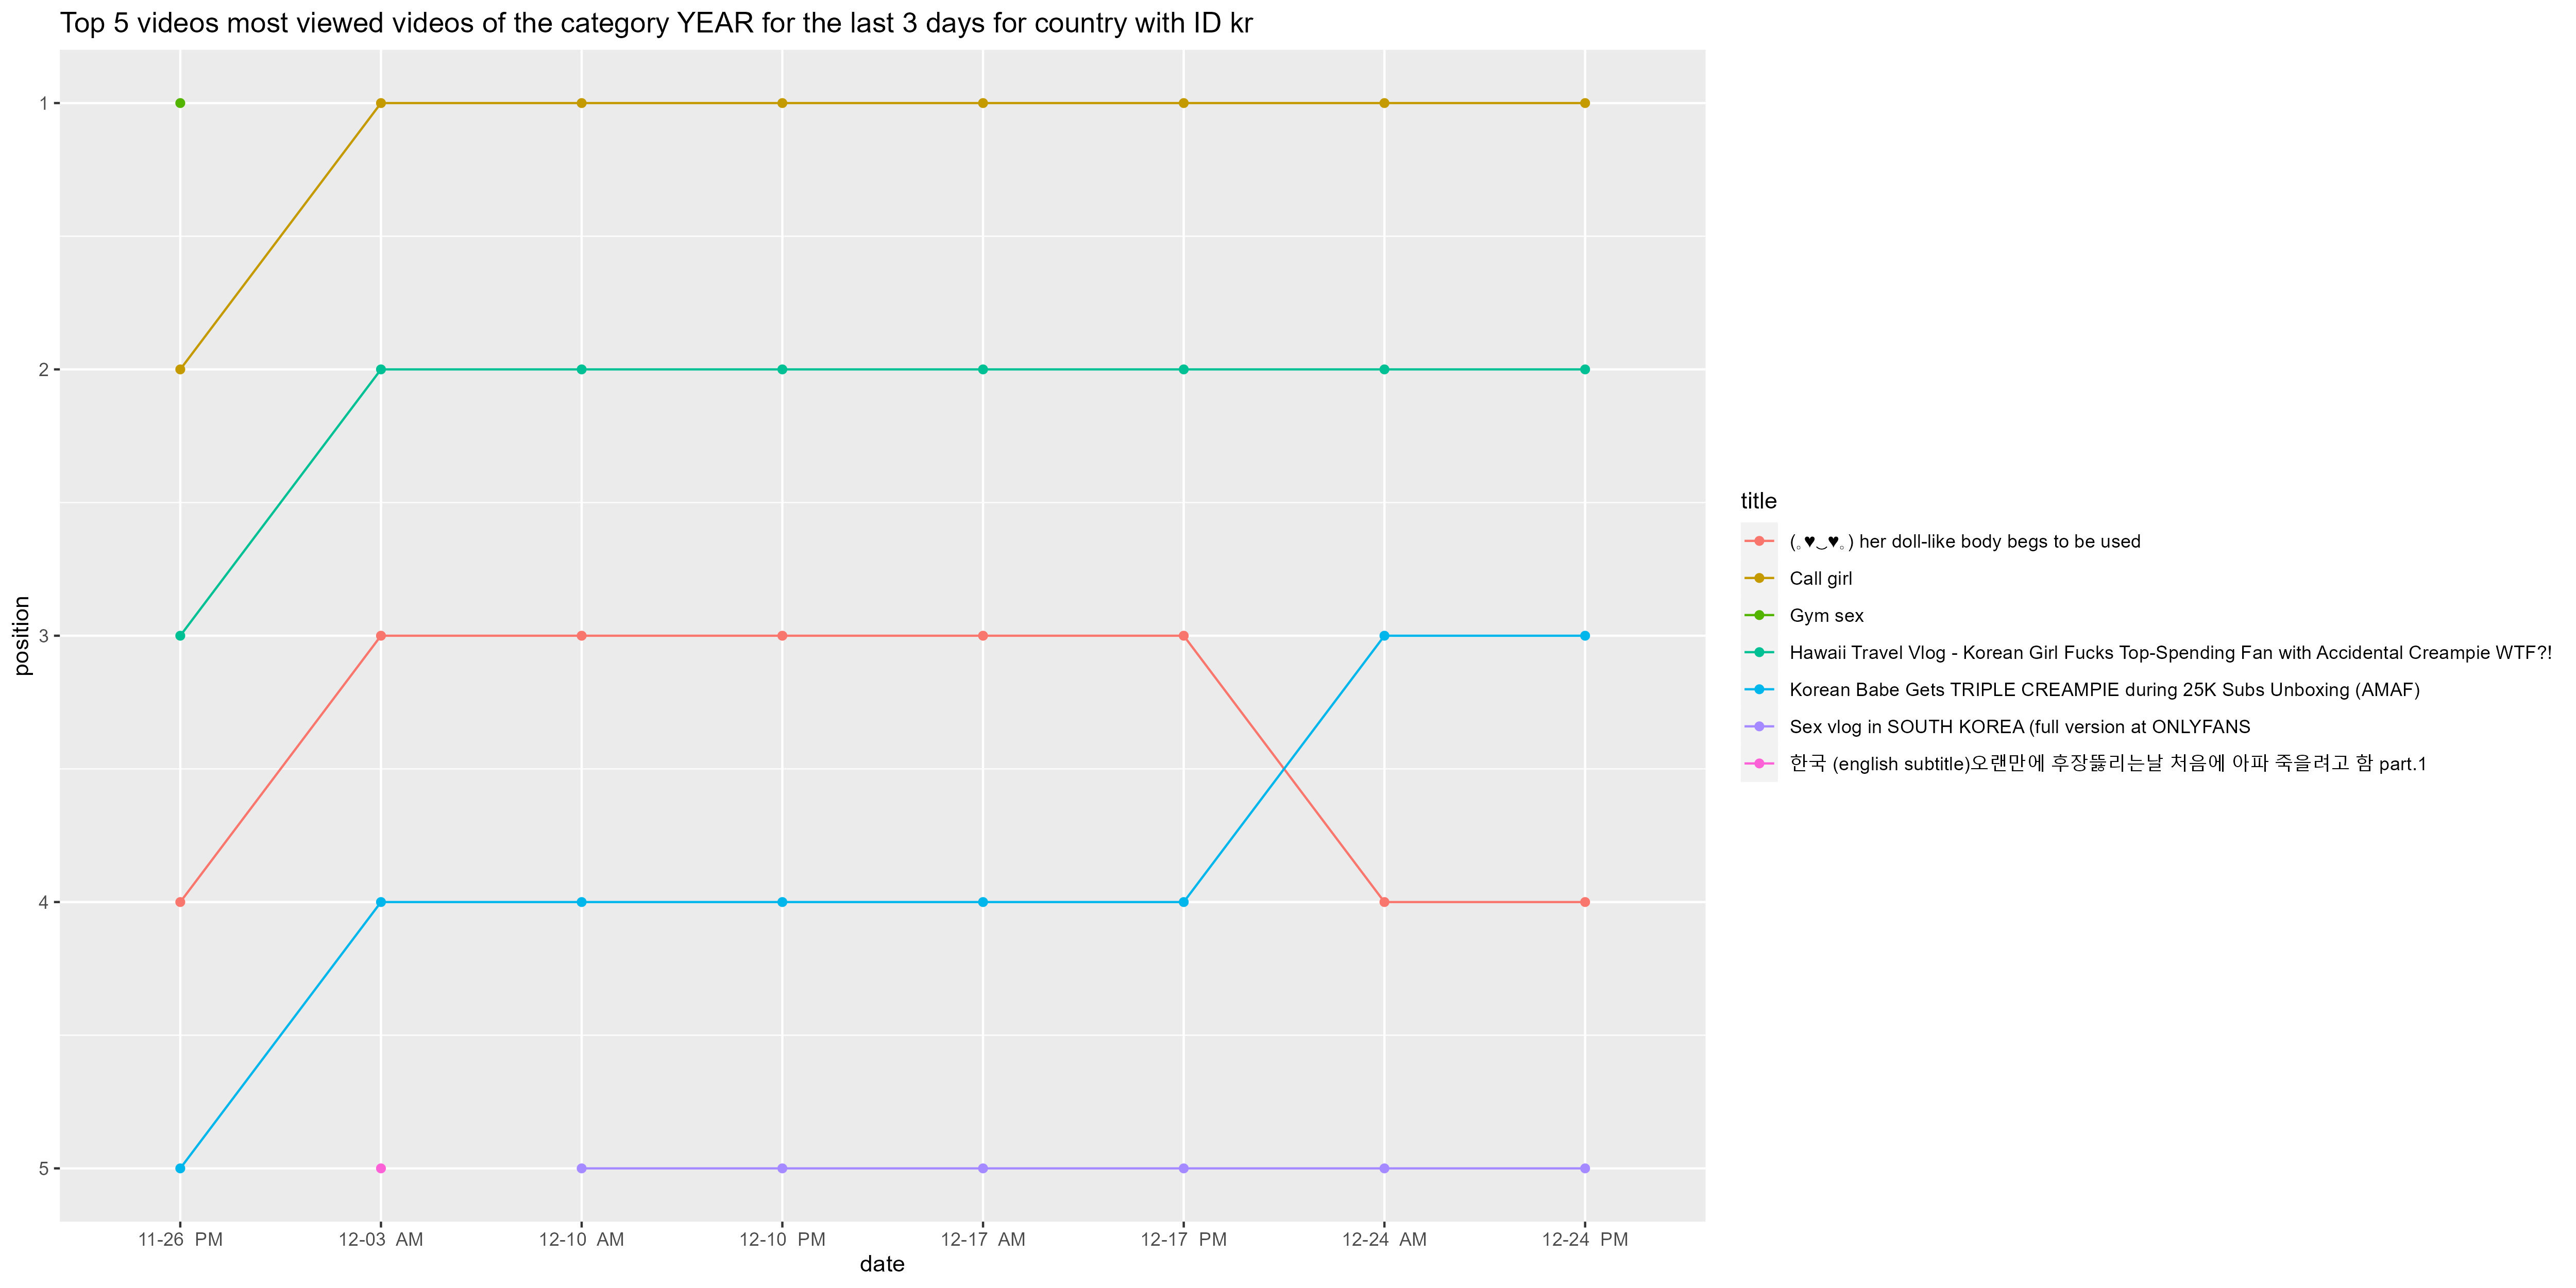 Top 5 videos most viewed videos of the category YEAR for the last 3 days for country with ID kr
position
1
2
3
4
5
11-26 PM
12-03 AM
12-10 AM
12-10 PM
12-17 AM
12-17 PM
12-24 AM
12-24 PM
date
title
(｡♥‿♥｡) her doll-like body begs to be used
Call girl
Gym sex
Hawaii Travel Vlog - Korean Girl Fucks Top-Spending Fan with Accidental Creampie WTF?!
Korean Babe Gets TRIPLE CREAMPIE during 25K Subs Unboxing (AMAF)
Sex vlog in SOUTH KOREA (full version at ONLYFANS
한국 (english subtitle)오랜만에 후장뚫리는날 처음에 아파 죽을려고 함 part.1